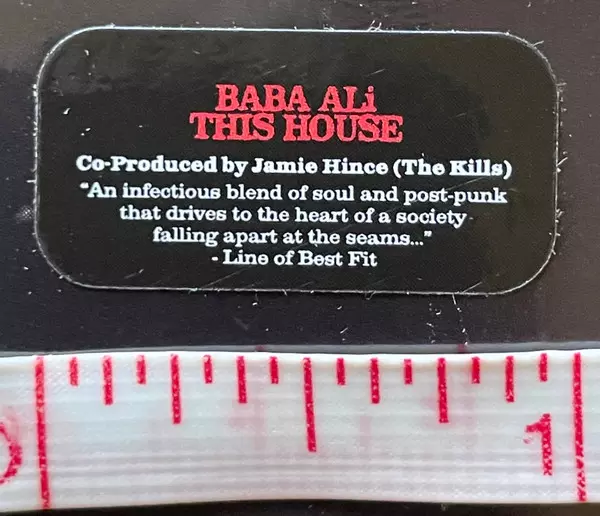 BABA ALi
THIS HOUSE
Co-Produced by Jamie Hince (The Kills)
"An infectious blend of soul and post-punk
that drives to the heart of a society
falling apart at the seams..."
- Line of Best Fit
0 1